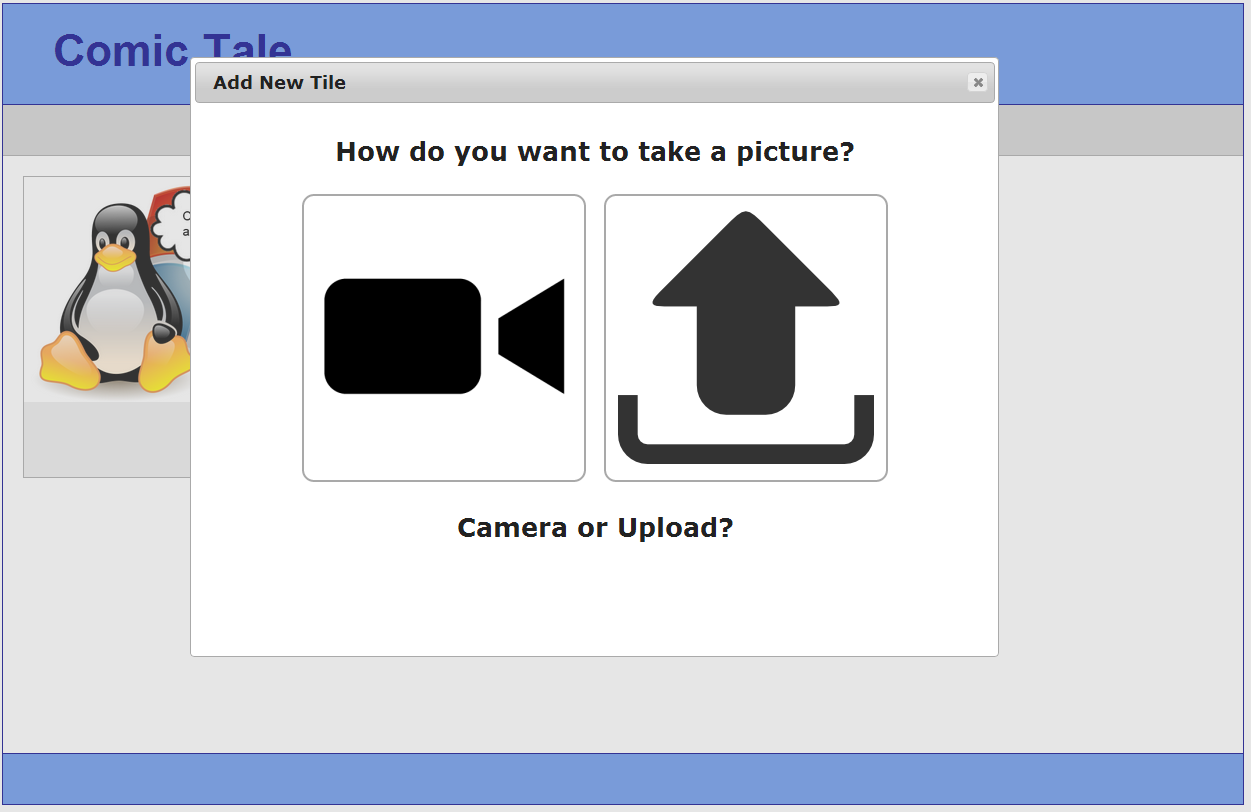 Comic Tale
Add New Tile
How do you want to take a picture?
Camera or Upload?